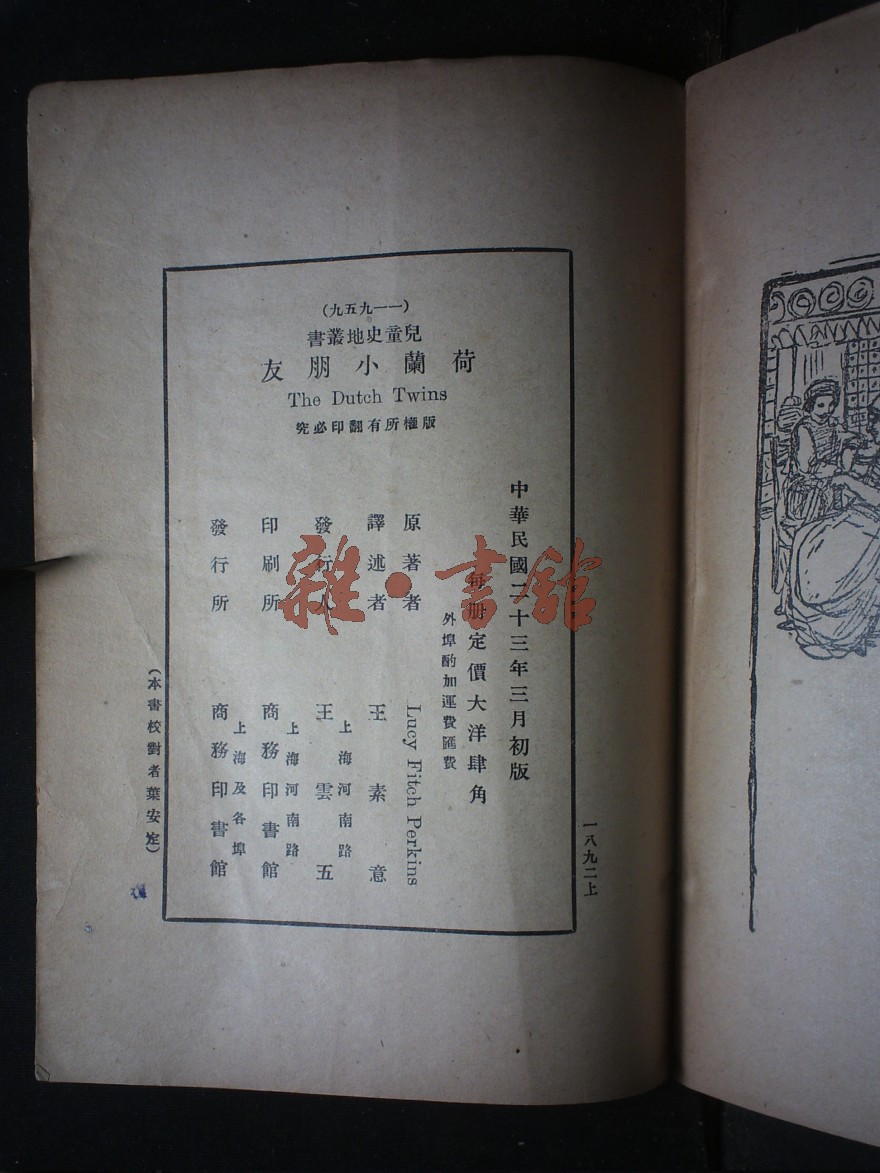 (一一九五九)
兒童史地叢書
荷蘭小朋友
The Dutch Twins
版權所有翻印必究
中華民國二十三年三月初版
每册定價大洋肆角
外埠酌加運費匯費
原著者 Lucy Fitch Perkins
譯述者 王素意
發行人 上海河南路 王雲五
印刷所 上海河南路 商務印書館
發行所 上海及各埠 商務印書館
一八九二上
(本書校對者葉安定)
雜·書館